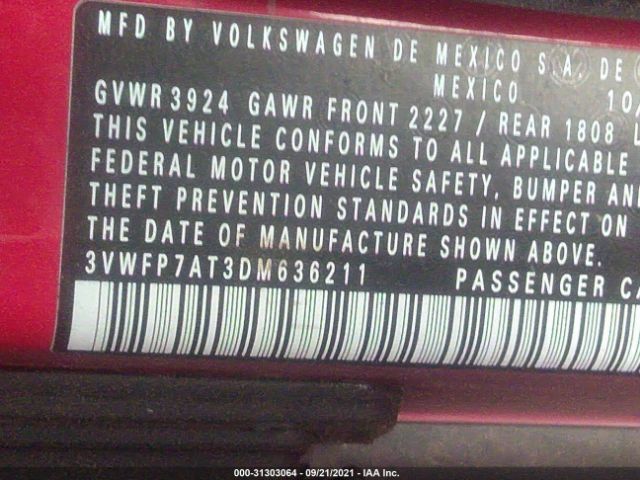 MFD BY VOLKSWAGEN DE MEXICO S.A. DE
MEXICO 10
GVWR 3924 GAWR FRONT 2227 / REAR 1808
THIS VEHICLE CONFORMS TO ALL APPLICABLE
FEDERAL MOTOR VEHICLE SAFETY, BUMPER AND
THEFT PREVENTION STANDARDS IN EFFECT ON
THE DATE OF MANUFACTURE SHOWN ABOVE.
3VWFP7AT3DM636211 PASSENGER CA
000-31303064 - 09/21/2021 - IAA Inc.